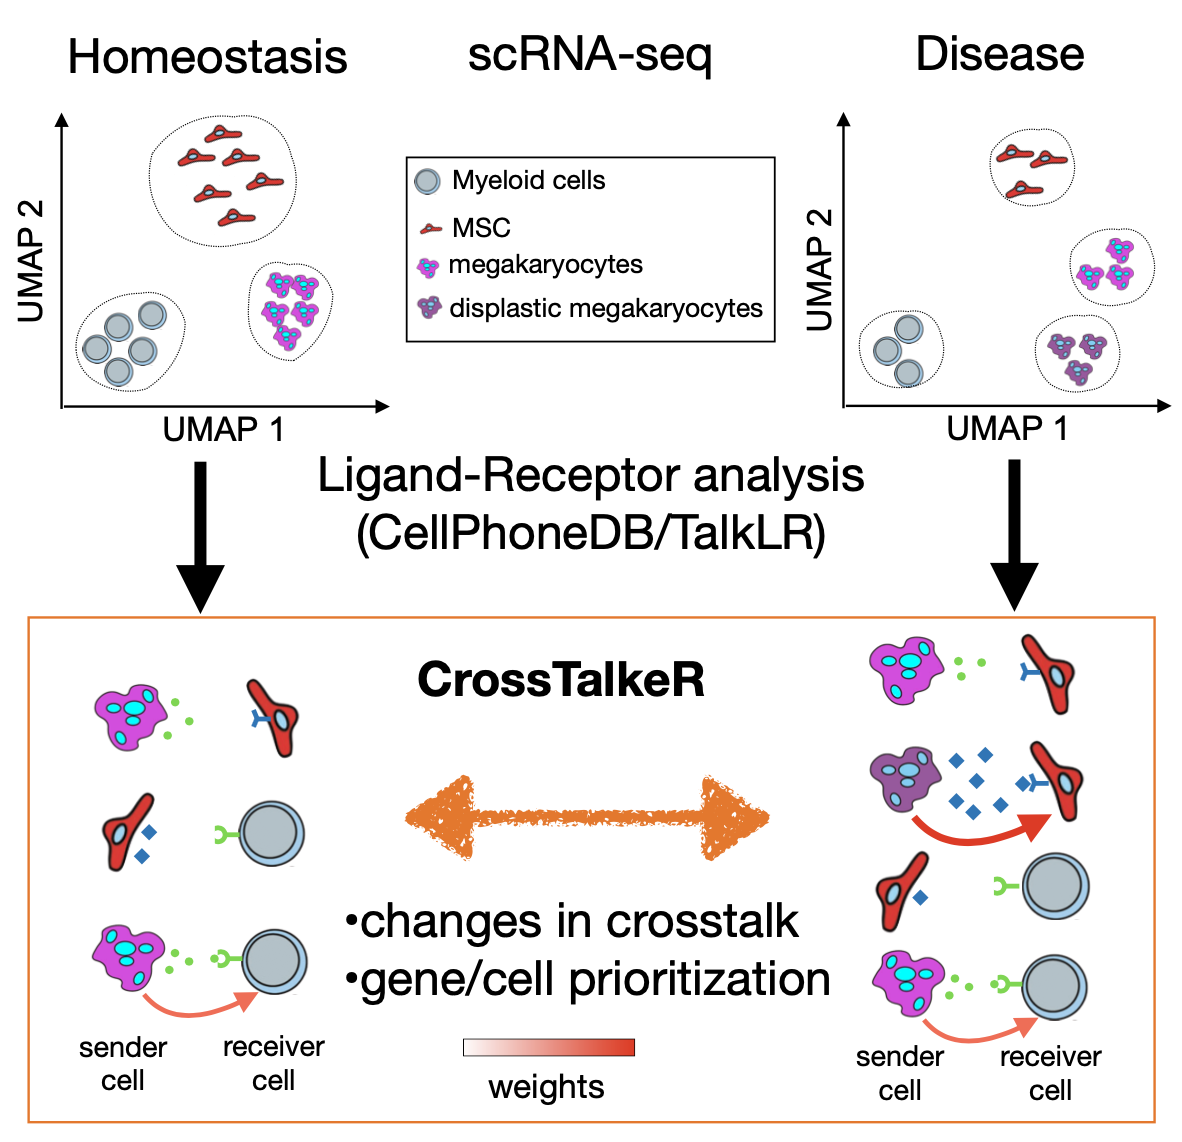 Homeostasis
scRNA-seq
Disease
UMAP 2
UMAP 1
Myeloid cells
MSC
megakaryocytes
displastic megakaryocytes
UMAP 2
UMAP 1
Ligand-Receptor analysis
(CellPhoneDB/TalkLR)
CrossTalkeR
•changes in crosstalk
•gene/cell prioritization
weights
sender
cell
receiver
cell
sender
cell
receiver
cell